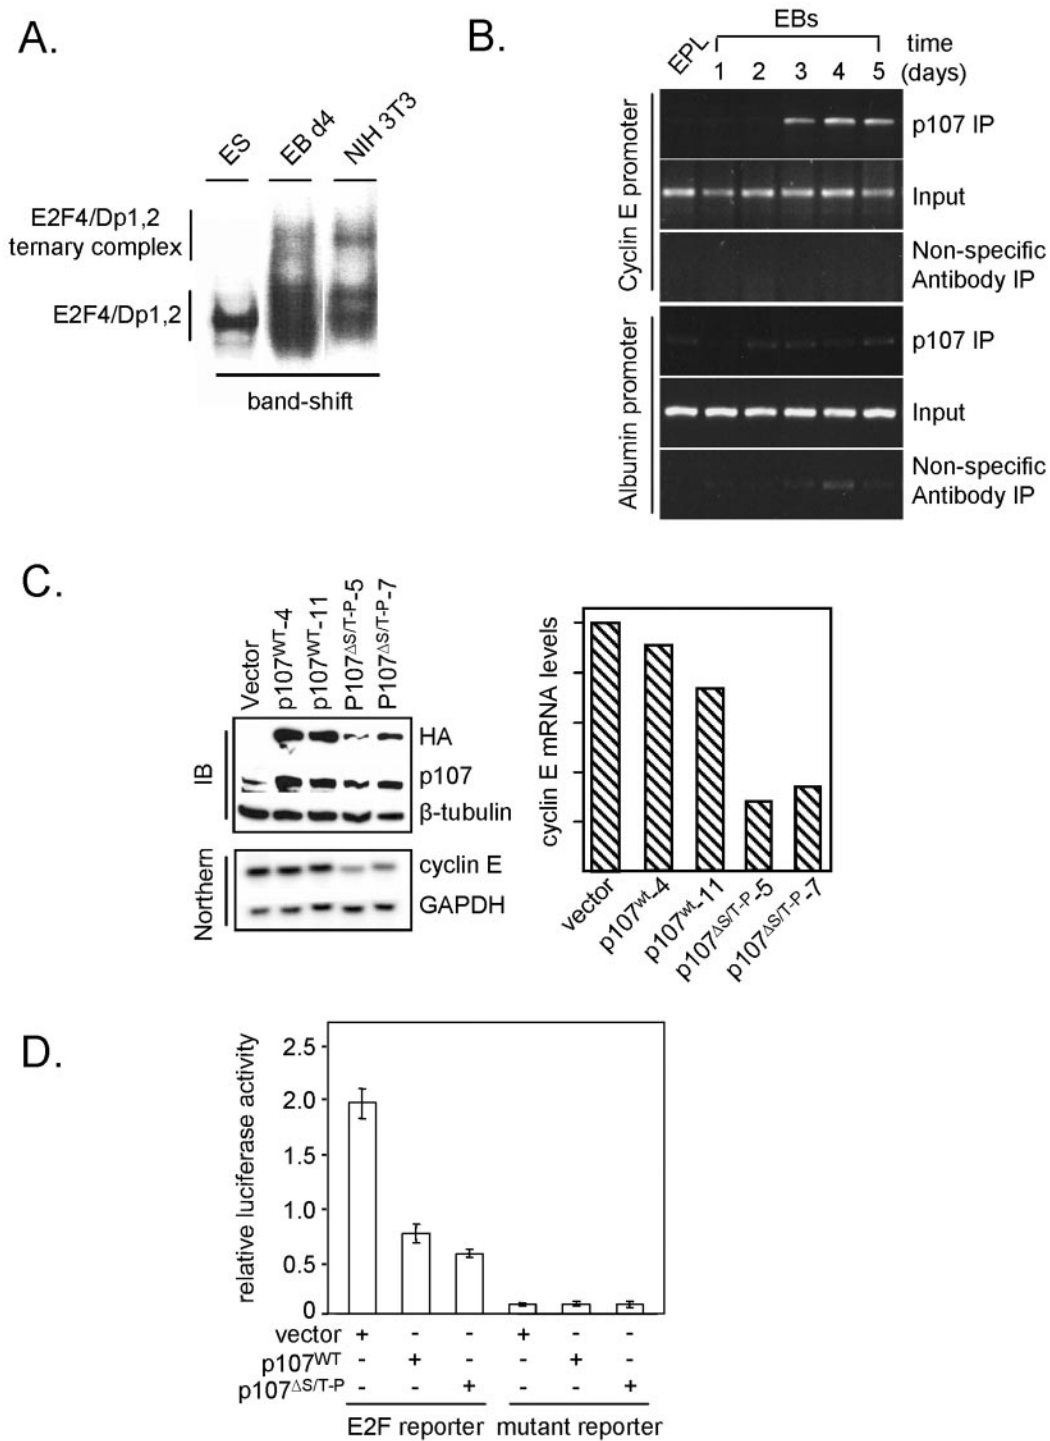 A.
ES
EB d4
NIH 3T3
E2F4/Dp1,2
ternary complex
E2F4/Dp1,2
band-shift
B.
EBs
EPL
1 2 3 4 5
time
(days)
Cyclin E promoter
p107 IP
Input
Non-specific
Antibody IP
Albumin promoter
p107 IP
Input
Non-specific
Antibody IP
C.
Vector
p107WT-4
p107WT-11
P107ΔS/T-P-5
P107ΔS/T-P-7
IB
HA
p107
β-tubulin
Northern
cyclin E
GAPDH
cyclin E mRNA levels
vector
p107wt-4
p107wt-11
p107ΔS/T-P-5
p107ΔS/T-P-7
D.
relative luciferase activity
2.5
2.0
1.5
1.0
0.5
0
vector + - - + - -
p107WT - + - - + -
p107ΔS/T-P - - + - - +
E2F reporter mutant reporter